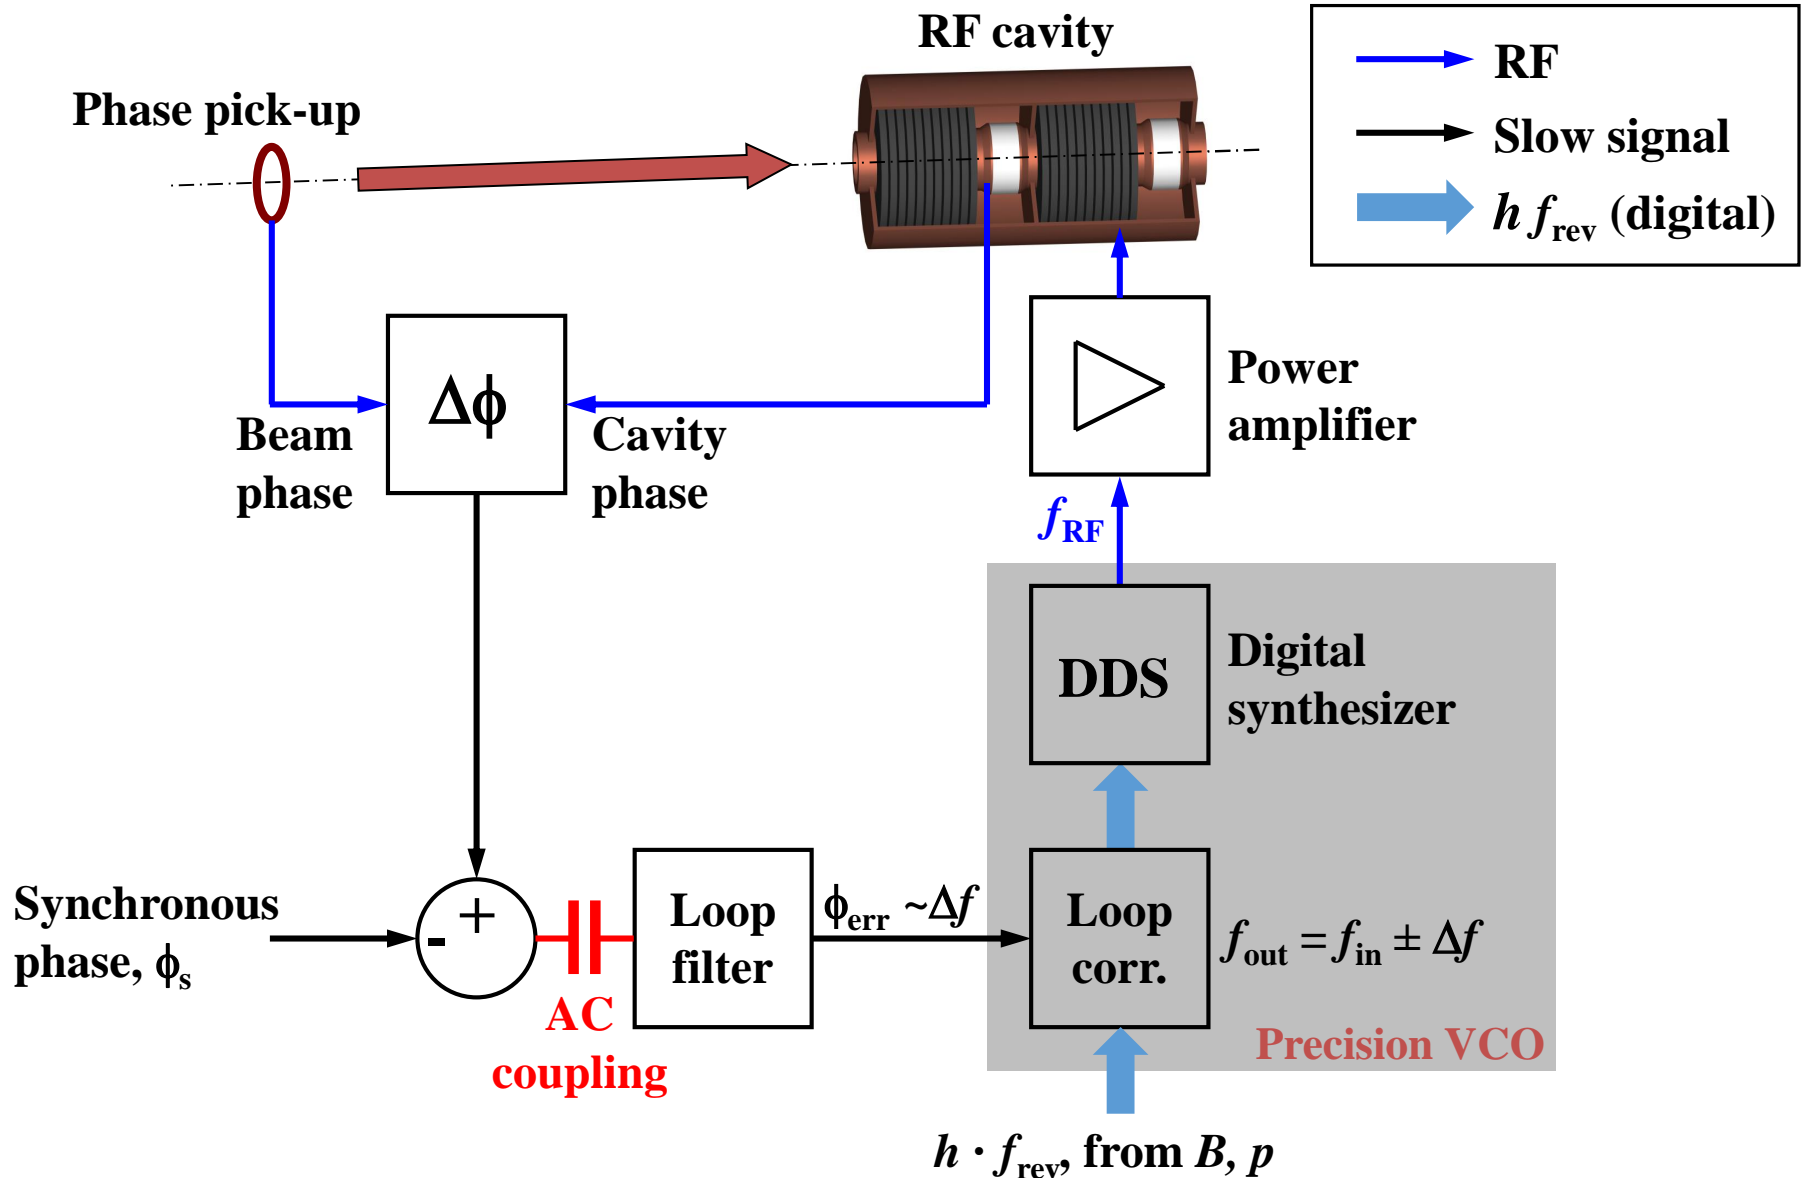 RF cavity
Phase pick-up
RF
Slow signal
h f_rev (digital)
Δϕ
Beam
phase
Cavity
phase
Power
amplifier
f_RF
DDS
Digital
synthesizer
Synchronous
phase, ϕ_s
+
-
AC
coupling
Loop
filter
ϕ_err ~Δf
Loop
corr.
f_out = f_in ± Δf
Precision VCO
h · f_rev, from B, p